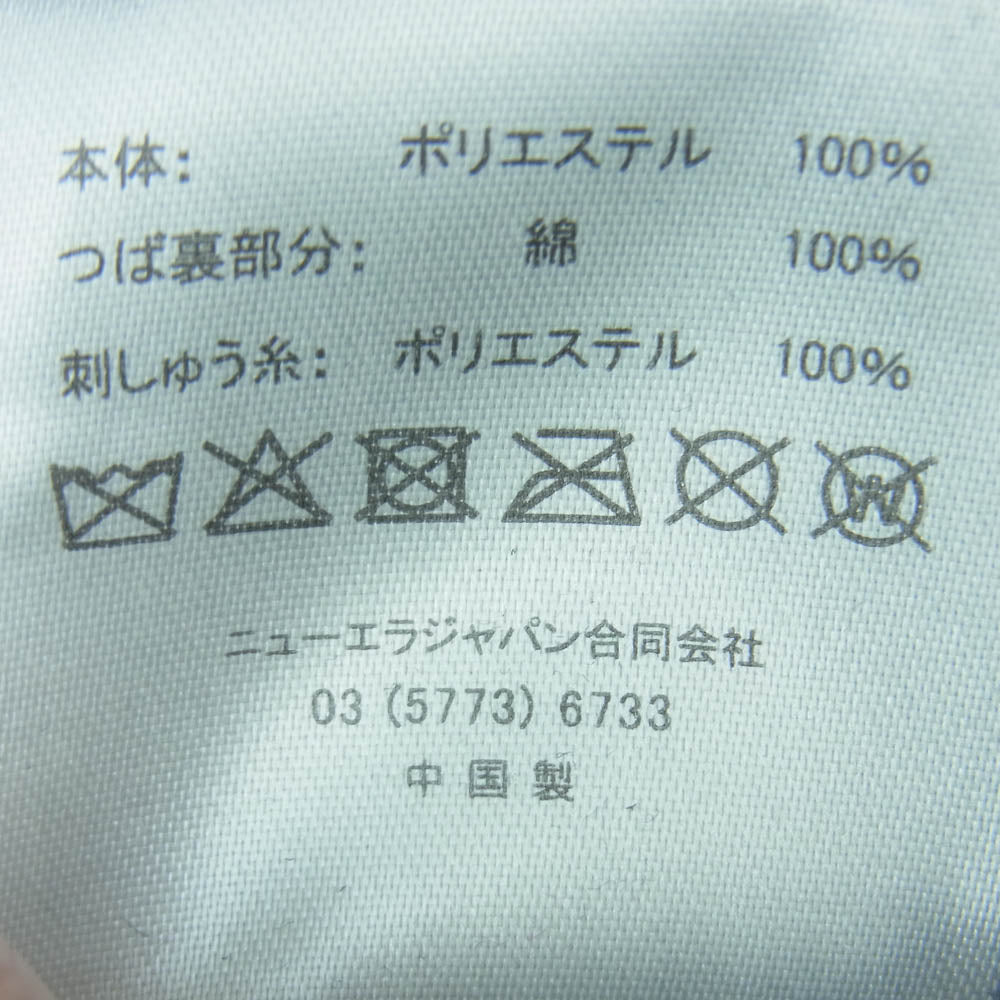 本体: ポリエステル 100%
つば裏部分: 綿 100%
刺しゅう糸: ポリエステル 100%
W
ニューエラジャパン合同会社
03 (5773) 6733
中国製